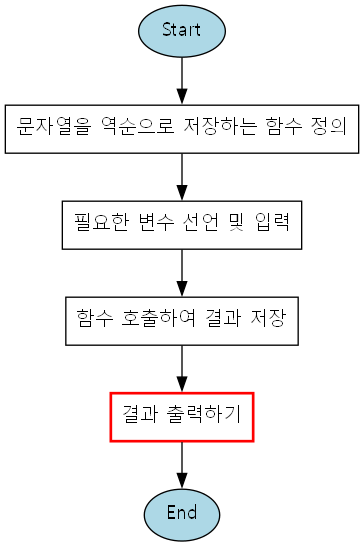 Start
문자열을 역순으로 저장하는 함수 정의
필요한 변수 선언 및 입력
함수 호출하여 결과 저장
결과 출력하기
End